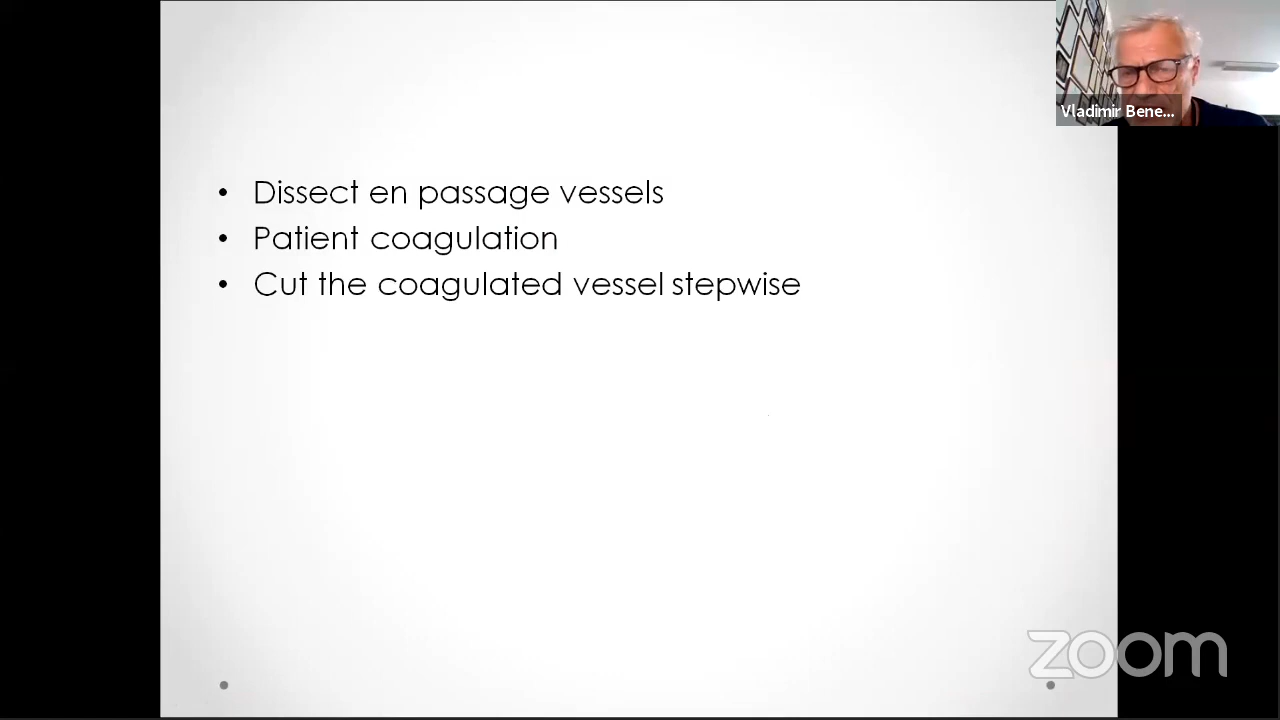 Vladimir Bene...
• Dissect en passage vessels
• Patient coagulation
• Cut the coagulated vessel stepwise
zoom